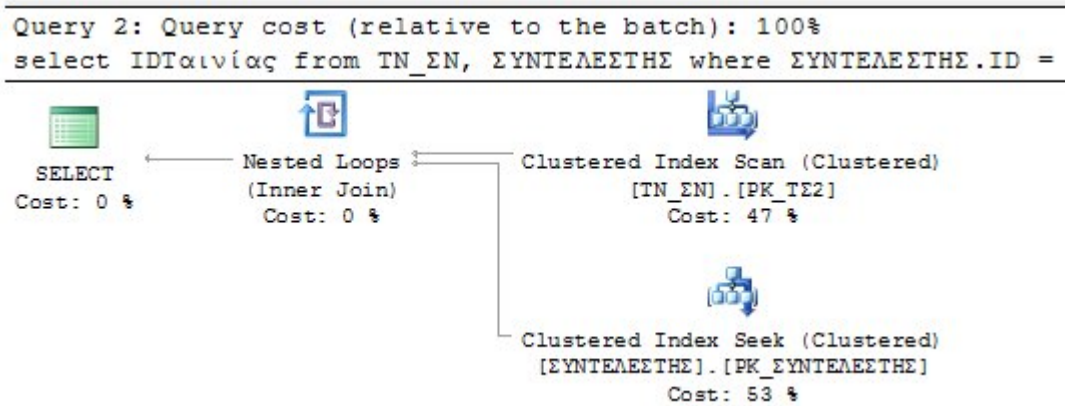 Query 2: Query cost (relative to the batch): 100%
select IDΤαινίας from ΤΝ_ΣΝ, ΣΥΝΤΕΛΕΣΤΗΣ where ΣΥΝΤΕΛΕΣΤΗΣ.ID =
SELECT
Cost: 0 %
Nested Loops
(Inner Join)
Cost: 0 %
Clustered Index Scan (Clustered)
[ΤΝ_ΣΝ].[PK_ΤΣ2]
Cost: 47 %
Clustered Index Seek (Clustered)
[ΣΥΝΤΕΛΕΣΤΗΣ].[PK_ΣΥΝΤΕΛΕΣΤΗΣ]
Cost: 53 %